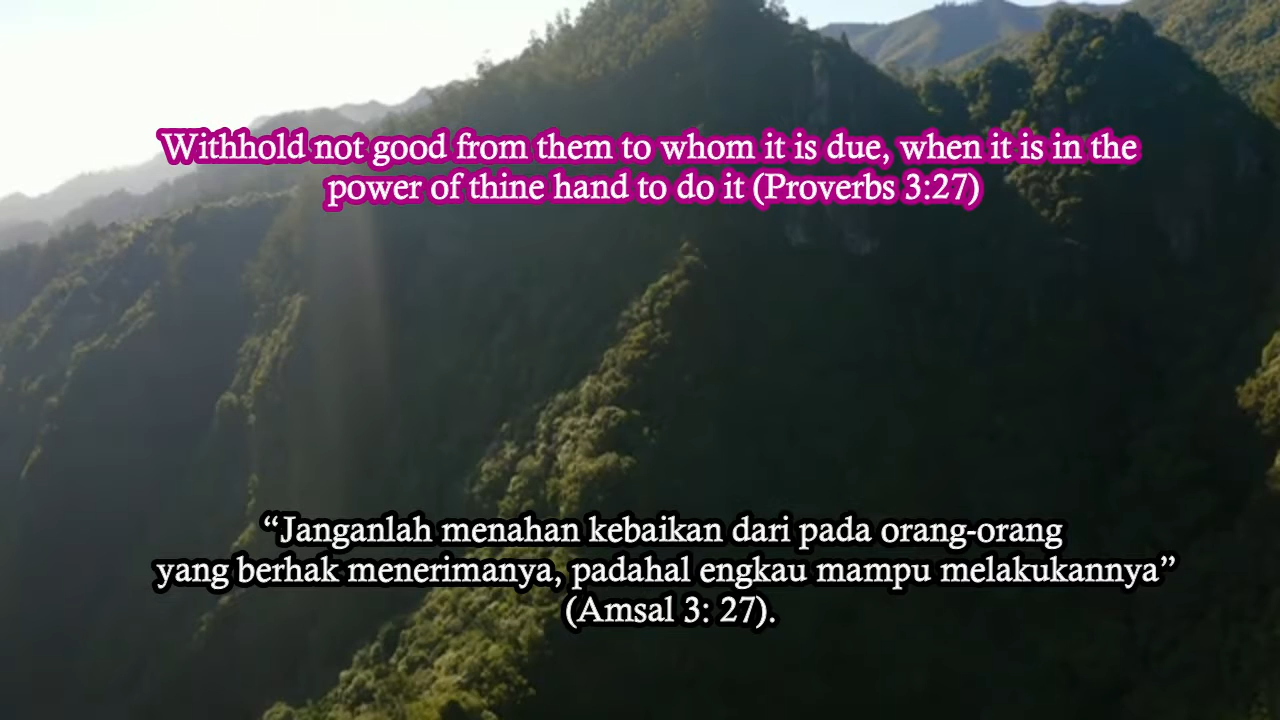 Withhold not good from them to whom it is due, when it is in the
power of thine hand to do it (Proverbs 3:27)
“Janganlah menahan kebaikan dari pada orang-orang
yang berhak menerimanya, padahal engkau mampu melakukannya”
(Amsal 3: 27).